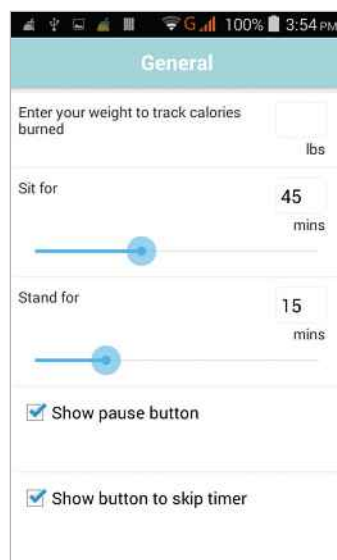 G 100% 3:54 PM
General
Enter your weight to track calories
burned
lbs
Sit for
45
mins
Stand for
15
mins
Show pause button
Show button to skip timer